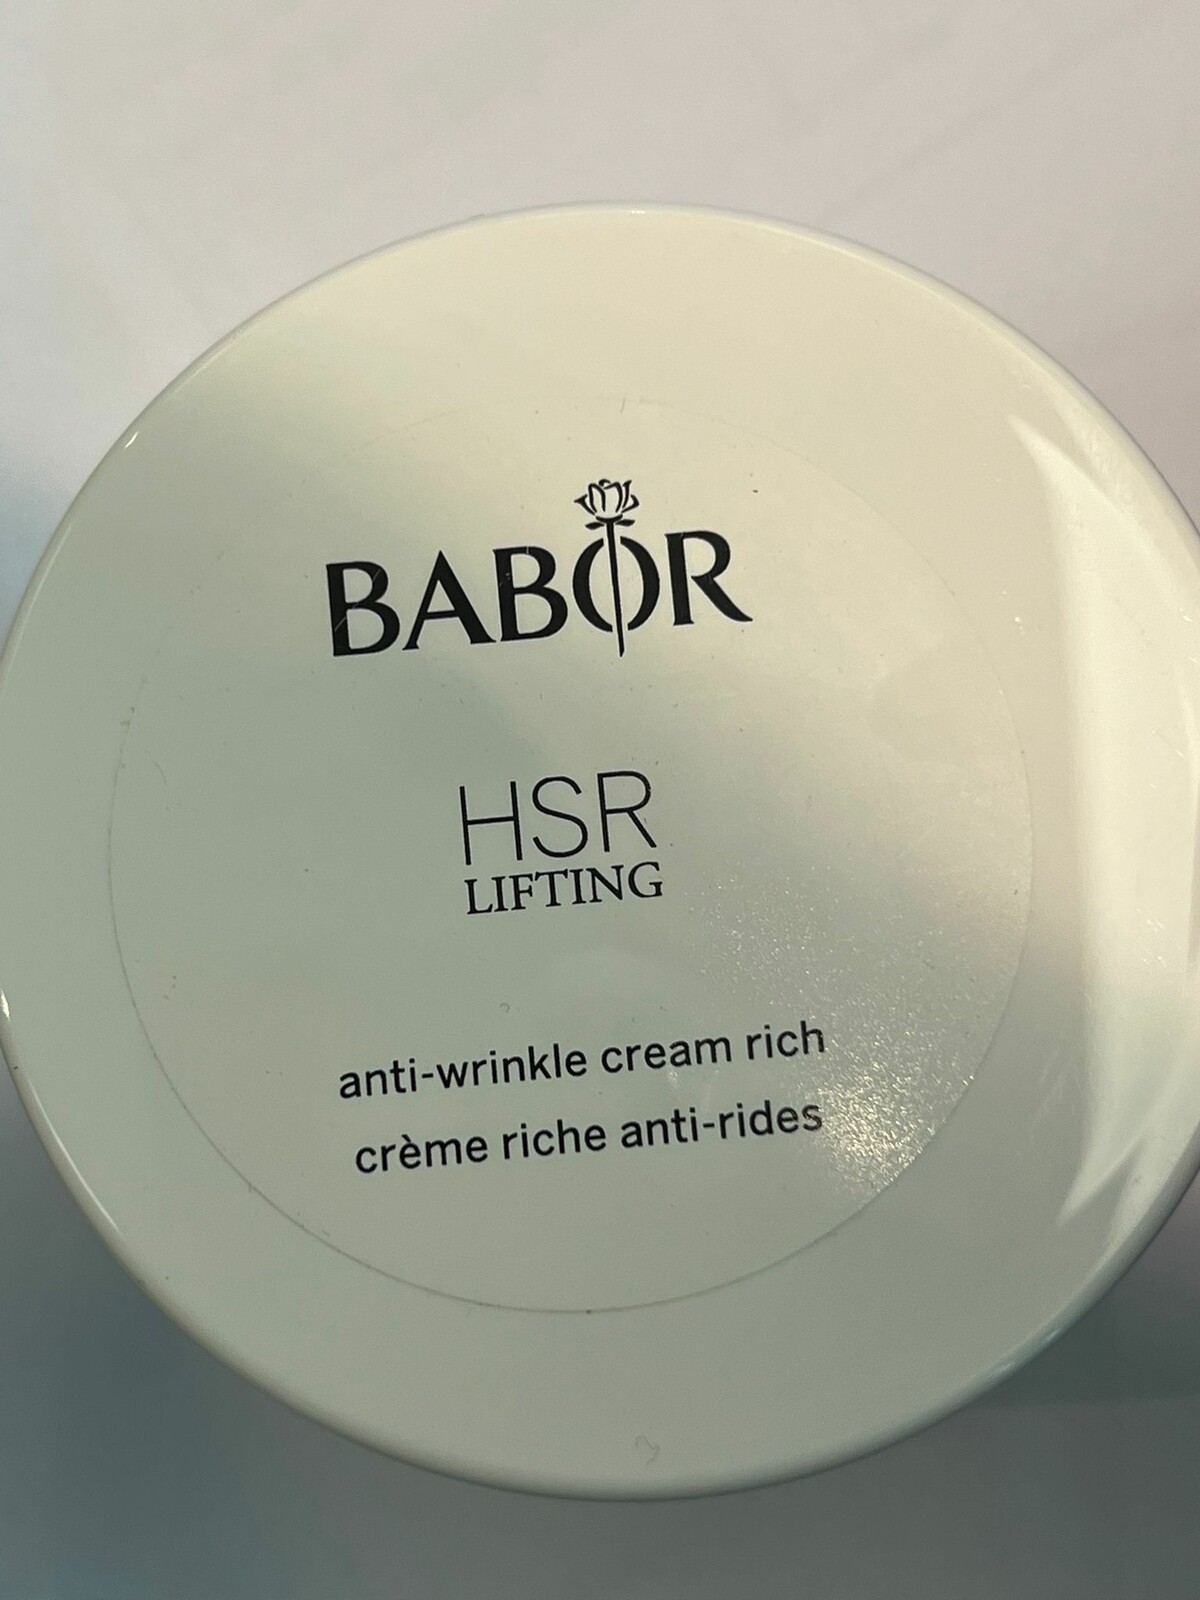 BABOR
HSR
LIFTING
anti-wrinkle cream rich
crème riche anti-rides